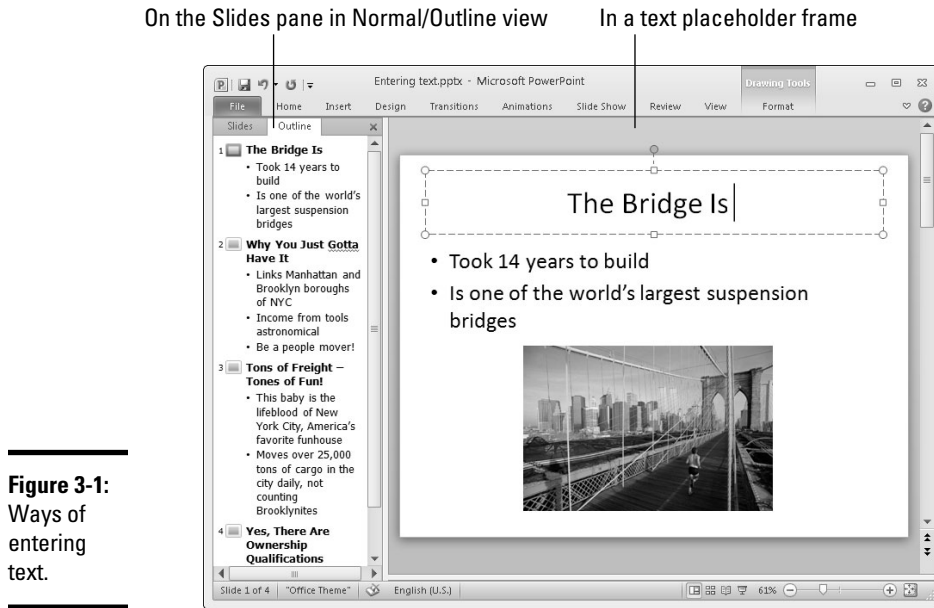 On the Slides pane in Normal/Outline view
In a text placeholder frame
Entering text.pptx - Microsoft PowerPoint
Drawing Tools
File Home Insert Design Transitions Animations Slide Show Review View Format
Slides Outline
1 The Bridge Is
• Took 14 years to
build
• Is one of the world's
largest suspension
bridges
2 Why You Just Gotta
Have It
• Links Manhattan and
Brooklyn boroughs
of NYC
• Income from tools
astronomical
• Be a people mover!
3 Tons of Freight –
Tones of Fun!
• This baby is the
lifeblood of New
York City, America's
favorite funhouse
• Moves over 25,000
tons of cargo in the
city daily, not
counting
Brooklynites
4 Yes, There Are
Ownership
Qualifications
The Bridge Is
• Took 14 years to build
• Is one of the world's largest suspension
bridges
Slide 1 of 4 "Office Theme" English (U.S.) 61%
Figure 3-1:
Ways of
entering
text.